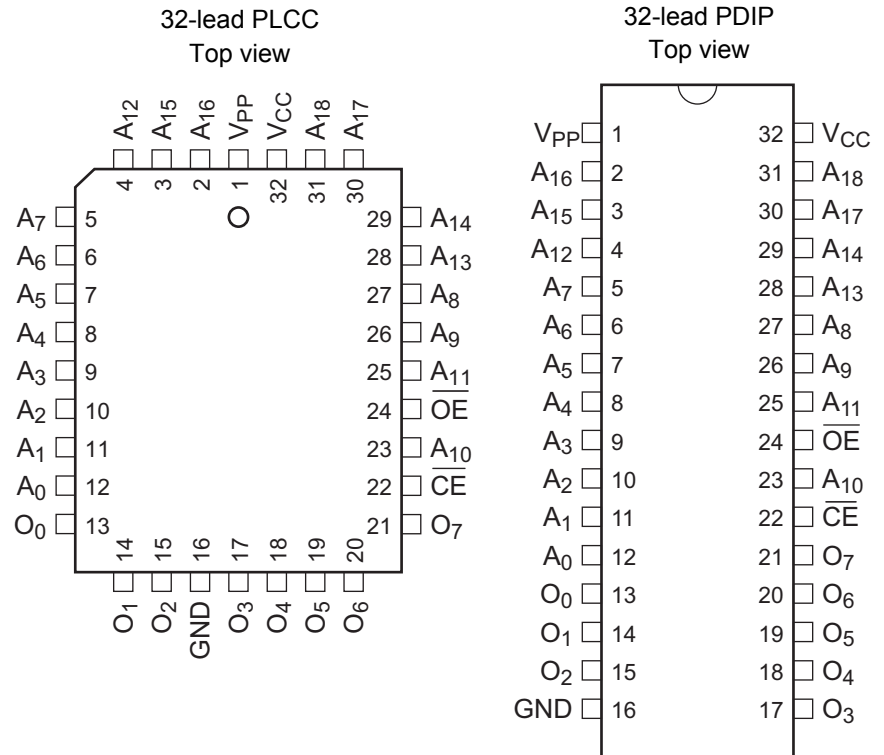 32-lead PLCC
Top view
A12 A15 A16 VPP VCC A18 A17
4 3 2 1 32 31 30
A7 5 29 A14
A6 6 28 A13
A5 7 27 A8
A4 8 26 A9
A3 9 25 A11
A2 10 24 OE
A1 11 23 A10
A0 12 22 CE
O0 13 21 O7
14 15 16 17 18 19 20
O1 O2 GND O3 O4 O5 O6
32-lead PDIP
Top view
VPP 1 32 VCC
A16 2 31 A18
A15 3 30 A17
A12 4 29 A14
A7 5 28 A13
A6 6 27 A8
A5 7 26 A9
A4 8 25 A11
A3 9 24 OE
A2 10 23 A10
A1 11 22 CE
A0 12 21 O7
O0 13 20 O6
O1 14 19 O5
O2 15 18 O4
GND 16 17 O3